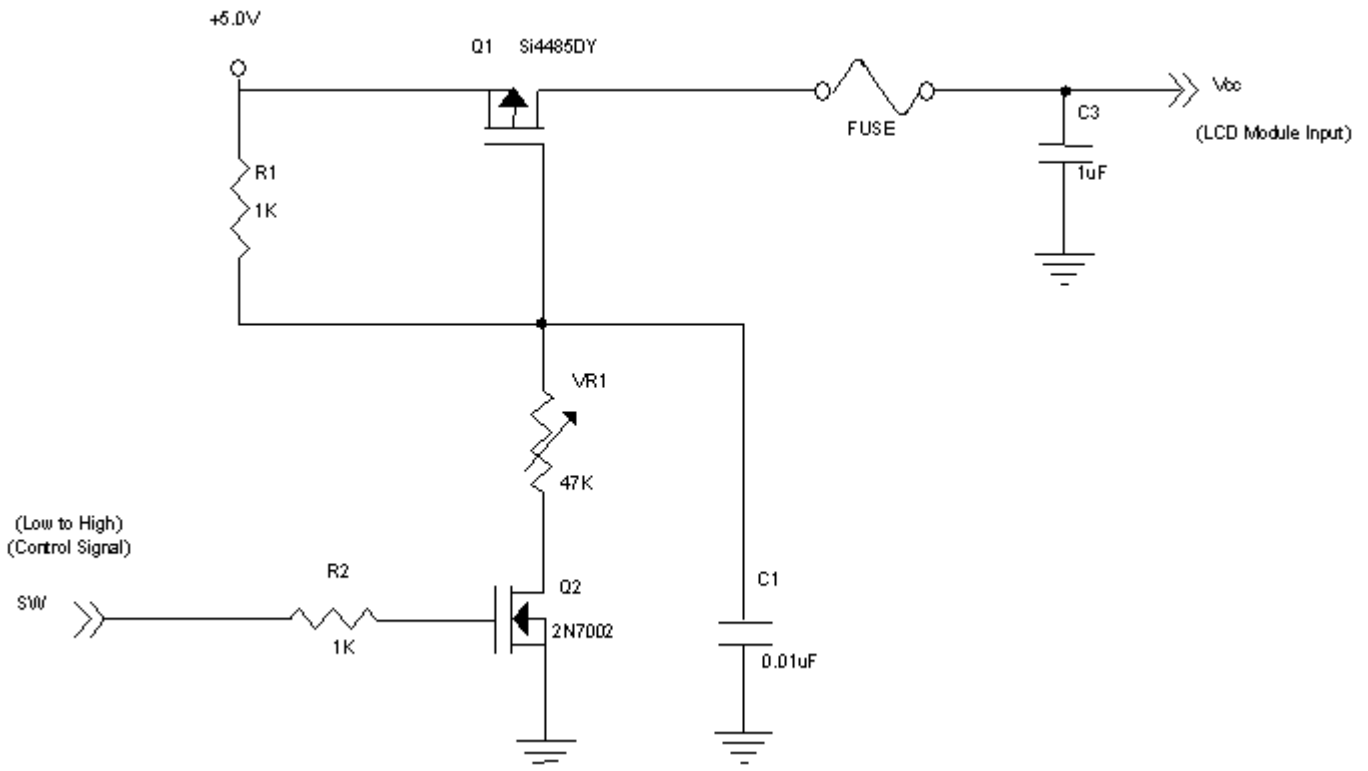 +5.0V
Q1 Si4485DY
FUSE
C3
1uF
Vcc
(LCD Module Input)
R1
1K
VR1
47K
(Low to High)
(Control Signal)
SW
R2
1K
Q2
2N7002
C1
0.01uF